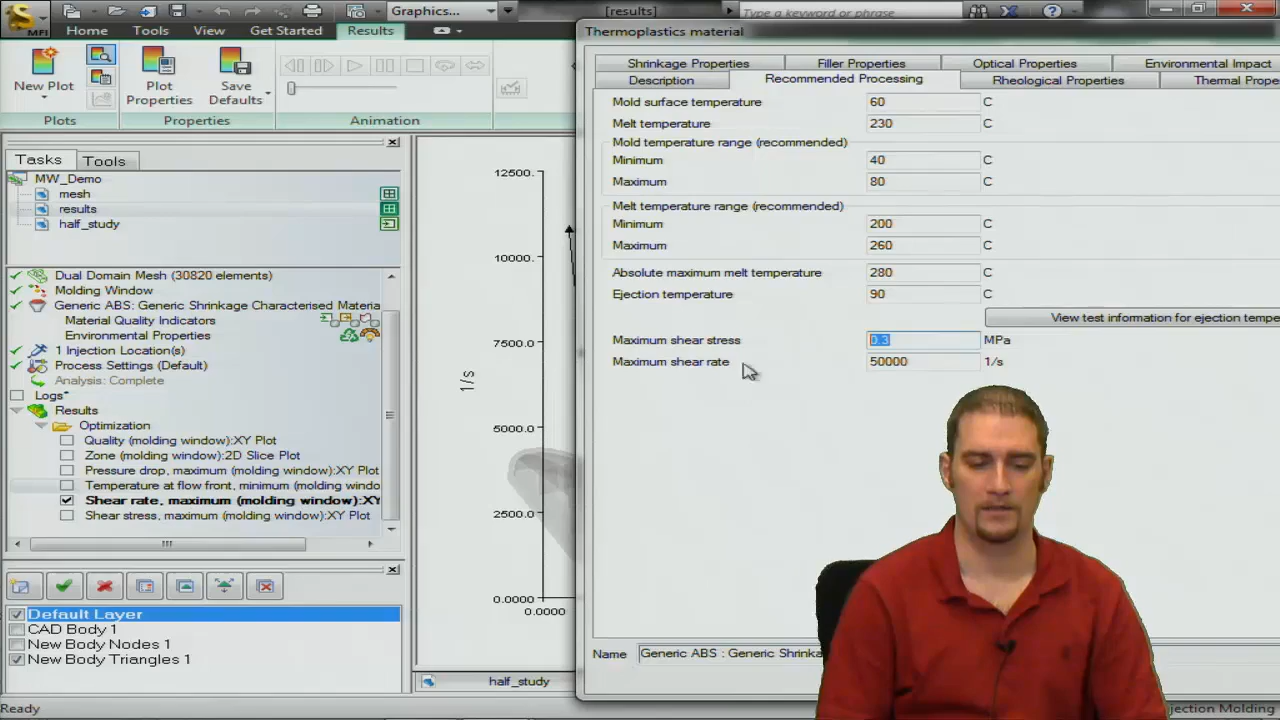 Graphics...
[results]
Type a keyword or phrase
MFI
Home
Tools
View
Get Started
Results
New Plot
Plot
Properties
Save
Defaults
Plots
Properties
Animation
Tasks
Tools
MW_Demo
mesh
results
half_study
Dual Domain Mesh (30820 elements)
Molding Window
Generic ABS: Generic Shrinkage Characterised Materia
Material Quality Indicators
Environmental Properties
1 Injection Location(s)
Process Settings (Default)
Analysis: Complete
Logs*
Results
Optimization
Quality (molding window):XY Plot
Zone (molding window):2D Slice Plot
Pressure drop, maximum (molding window):XY Plot
Temperature at flow front, minimum (molding windo
Shear rate, maximum (molding window):XY
Shear stress, maximum (molding window):XY Plot
Default Layer
CAD Body 1
New Body Nodes 1
New Body Triangles 1
Ready
12500.
10000.
7500.0
5000.0
2500.0
0.0000
0.0000
1/s
half_study
Thermoplastics material
Shrinkage Properties
Filler Properties
Optical Properties
Environmental Impact
Description
Recommended Processing
Rheological Properties
Thermal Prope
Mold surface temperature 60 C
Melt temperature 230 C
Mold temperature range (recommended)
Minimum 40 C
Maximum 80 C
Melt temperature range (recommended)
Minimum 200 C
Maximum 260 C
Absolute maximum melt temperature 280 C
Ejection temperature 90 C
View test information for ejection tempe
Maximum shear stress 0.3 MPa
Maximum shear rate 50000 1/s
Name Generic ABS : Generic Shrinka
jection Molding